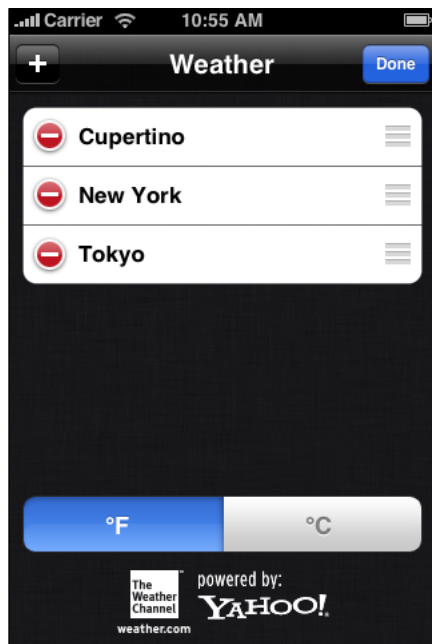 Carrier 10:55 AM
+ Weather Done
Cupertino
New York
Tokyo
°F °C
The
Weather
Channel
weather.com
powered by:
YAHOO!